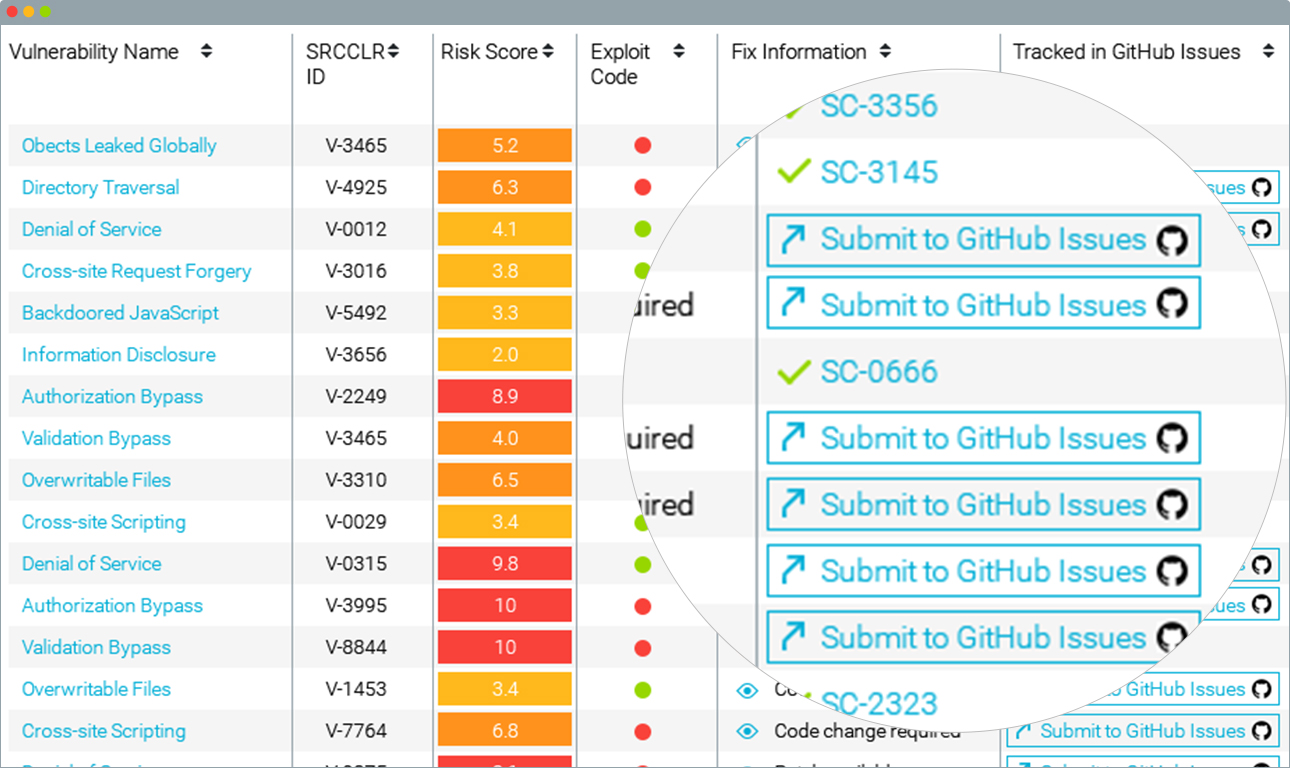 Vulnerability Name SRCCLR ID Risk Score Exploit Code Fix Information Tracked in GitHub Issues
Obects Leaked Globally V-3465 5.2
Directory Traversal V-4925 6.3
Denial of Service V-0012 4.1
Cross-site Request Forgery V-3016 3.8
Backdoored JavaScript V-5492 3.3
Information Disclosure V-3656 2.0
Authorization Bypass V-2249 8.9
Validation Bypass V-3465 4.0
Overwritable Files V-3310 6.5
Cross-site Scripting V-0029 3.4
Denial of Service V-0315 9.8
Authorization Bypass V-3995 10
Validation Bypass V-8844 10
Overwritable Files V-1453 3.4 GitHub Issues
Cross-site Scripting V-7764 6.8 Code change required Submit to GitHub Issues
SC-3356
SC-3145
Submit to GitHub Issues
Submit to GitHub Issues
SC-0666
Submit to GitHub Issues
Submit to GitHub Issues
Submit to GitHub Issues
Submit to GitHub Issues
SC-2323